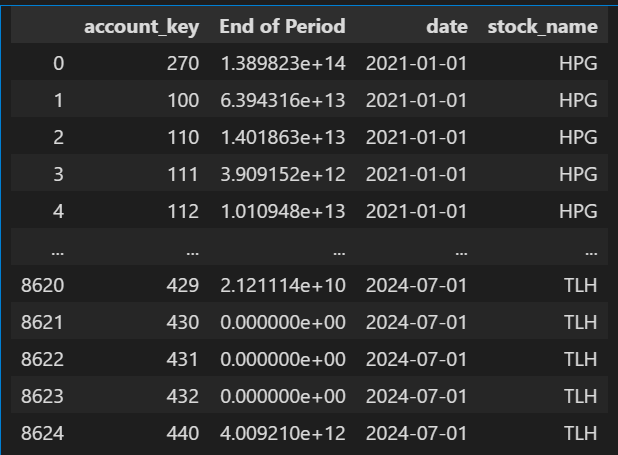 account_key End of Period date stock_name
0 270 1.389823e+14 2021-01-01 HPG
1 100 6.394316e+13 2021-01-01 HPG
2 110 1.401863e+13 2021-01-01 HPG
3 111 3.909152e+12 2021-01-01 HPG
4 112 1.010948e+13 2021-01-01 HPG
... ... ... ... ...
8620 429 2.121114e+10 2024-07-01 TLH
8621 430 0.000000e+00 2024-07-01 TLH
8622 431 0.000000e+00 2024-07-01 TLH
8623 432 0.000000e+00 2024-07-01 TLH
8624 440 4.009210e+12 2024-07-01 TLH